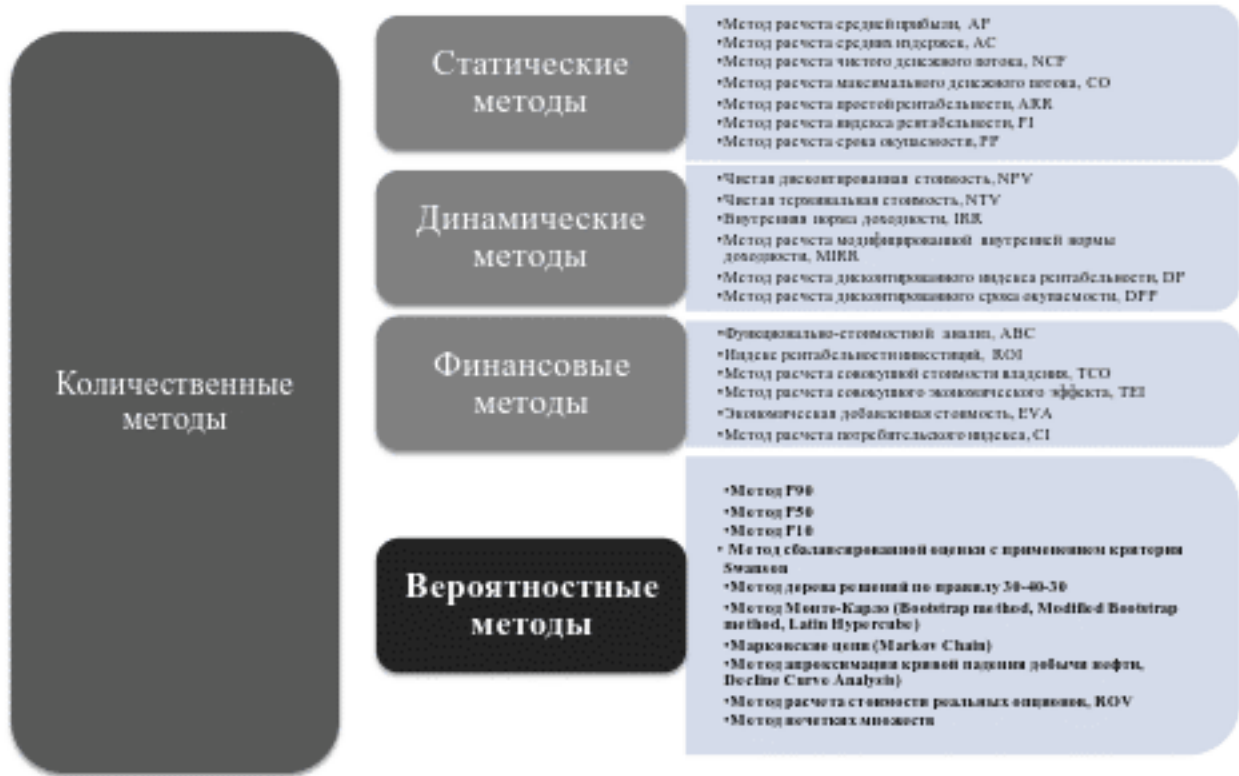 Количественные
методы
Статические
методы
•Метод расчета средней прибыли, AP
•Метод расчета средних издержек, AC
•Метод расчета чистого денежного потока, NCF
•Метод расчета максимального денежного потока, CO
•Метод расчета простой рентабельности, ARR
•Метод расчета индекса рентабельности, PI
•Метод расчета срока окупаемости, PP
Динамические
методы
•Чистая дисконтированная стоимость, NPV
•Чистая терминальная стоимость, NTV
•Внутренняя норма доходности, IRR
•Метод расчета модифицированной внутренней нормы
доходности, MIRR
•Метод расчета дисконтированного индекса рентабельности, DP
•Метод расчета дисконтированного срока окупаемости, DPP
Финансовые
методы
•Функционально-стоимостной анализ, ABC
•Индекс рентабельности инвестиций, ROI
•Метод расчета совокупной стоимости владения, TCO
•Метод расчета совокупного экономического эффекта, TEI
•Экономическая добавленная стоимость, EVA
•Метод расчета потребительского индекса, CI
Вероятностные
методы
•Метод P90
•Метод P50
•Метод P10
• Метод сбалансированной оценки с применением критерия
Swanson
•Метод дерева решений по правилу 30-40-30
•Метод Монте-Карло (Bootstrap method, Modified Bootstrap
method, Latin Hypercube)
•Марковские цепи (Markov Chain)
•Метод апроксимации кривой падения добычи нефти,
Decline Curve Analysis)
•Метод расчета стоимости реальных опционов, ROV
•Метод нечетких множеств